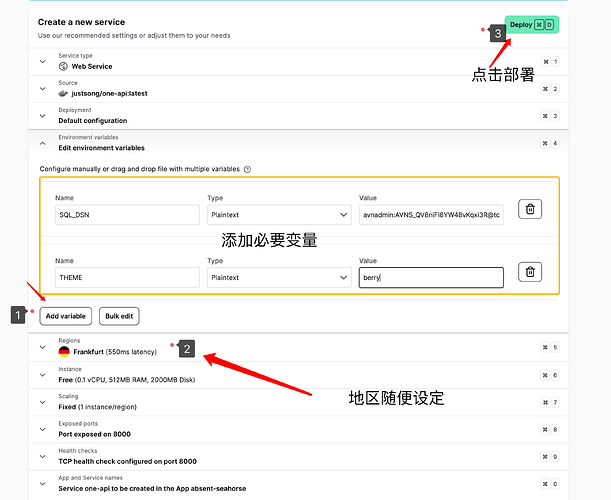 Create a new service
Use our recommended settings or adjust them to your needs
3
Deploy ⌘ D
点击部署
Service type
Web Service
⌘ 1
Source
justsong/one-api:latest
⌘ 2
Deployment
Default configuration
⌘ 3
Environment variables
Edit environment variables
⌘ 4
Configure manually or drag and drop file with multiple variables
Name Type Value
SQL_DSN Plaintext avnadmin:AVNS_QV8niFI8YW48vKqxi3R@tc
添加必要变量
Name Type Value
THEME Plaintext berry
1
Add variable Bulk edit
Regions
Frankfurt (550ms latency)
2
⌘ 5
地区随便设定
Instance
Free (0.1 vCPU, 512MB RAM, 2000MB Disk)
⌘ 6
Scaling
Fixed (1 instance/region)
⌘ 7
Exposed ports
Port exposed on 8000
⌘ 8
Health checks
TCP health check configured on port 8000
⌘ 9
App and Service names
Service one-api to be created in the App absent-seahorse
⌘ 0